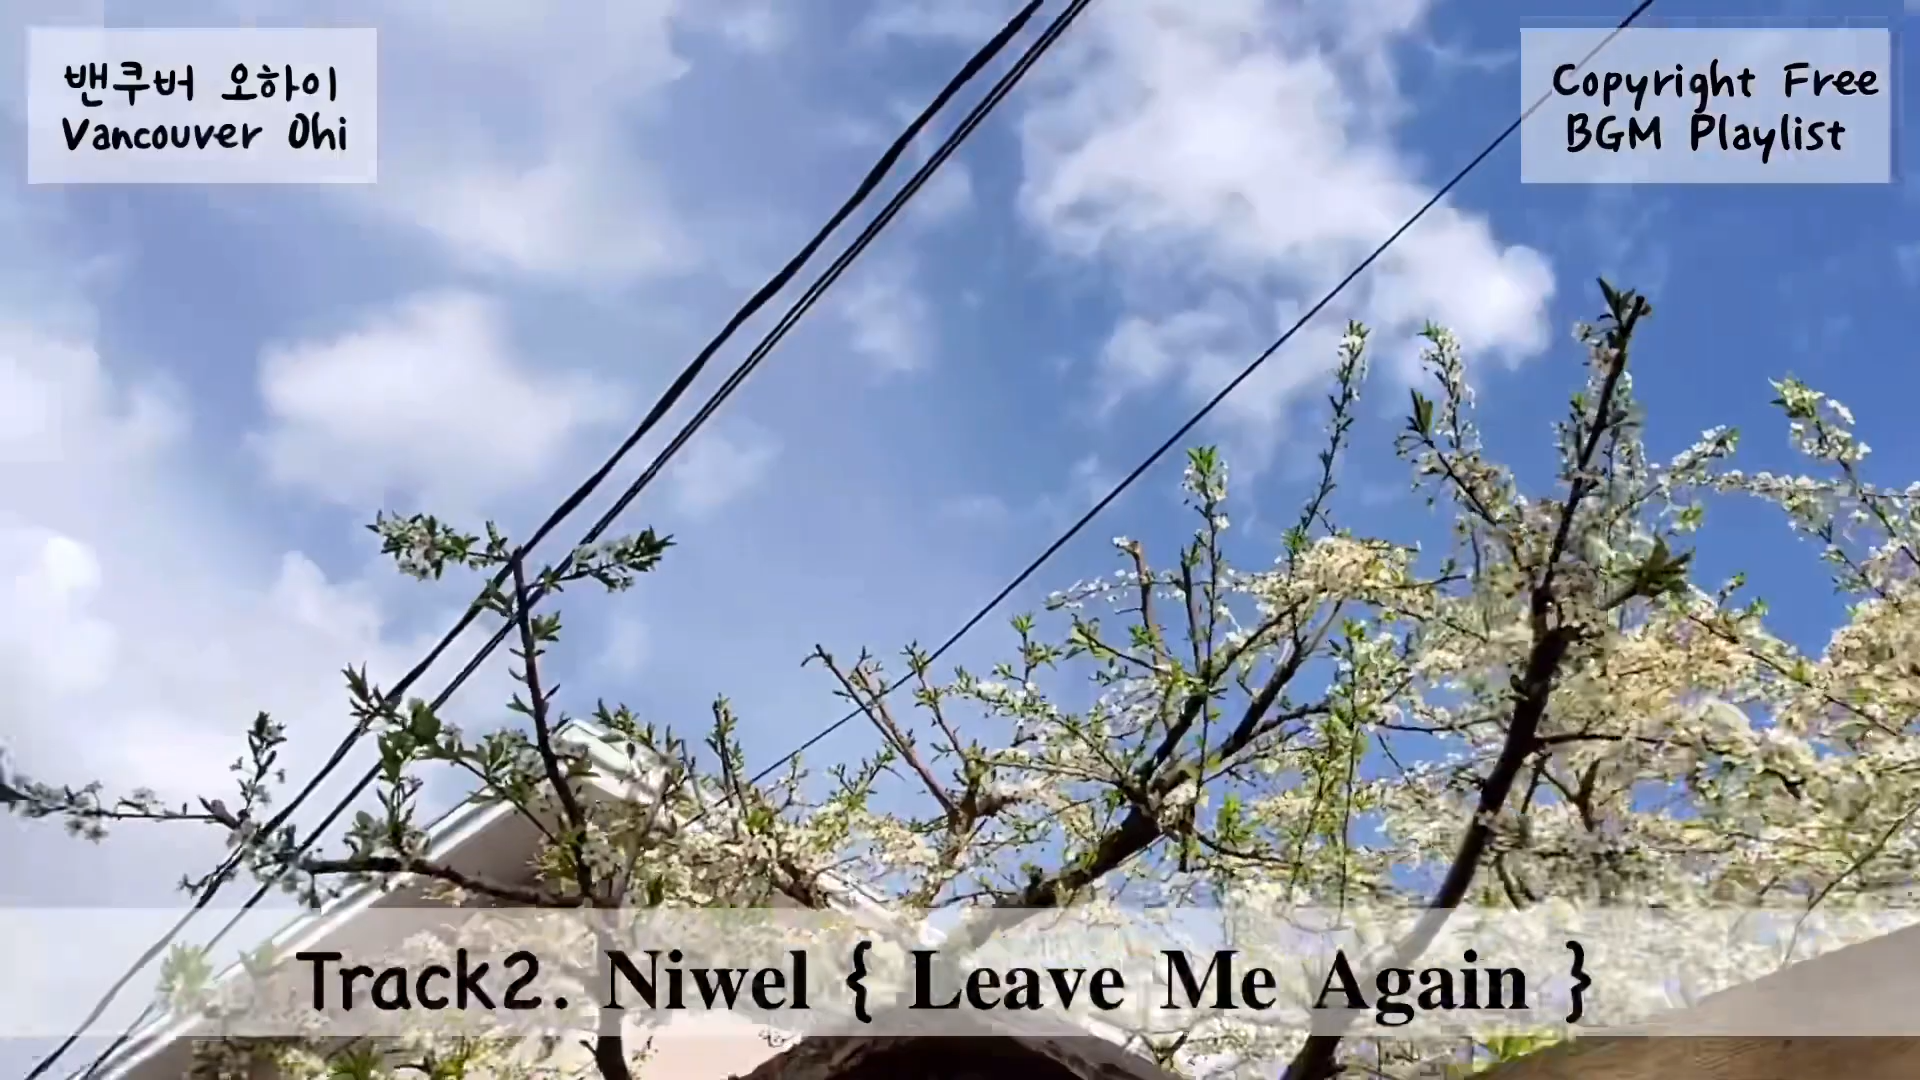 밴쿠버 오하이
Vancouver Ohi
Copyright Free
BGM Playlist
Track2. Niwel { Leave Me Again }